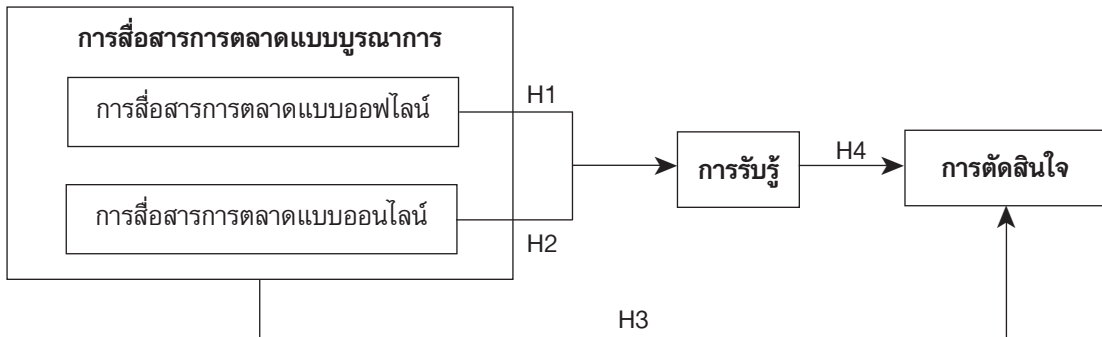 การสื่อสารการตลาดแบบบูรณาการ
การสื่อสารการตลาดแบบออฟไลน์
H1
การรับรู้
H4
การตัดสินใจ
การสื่อสารการตลาดแบบออนไลน์
H2
H3